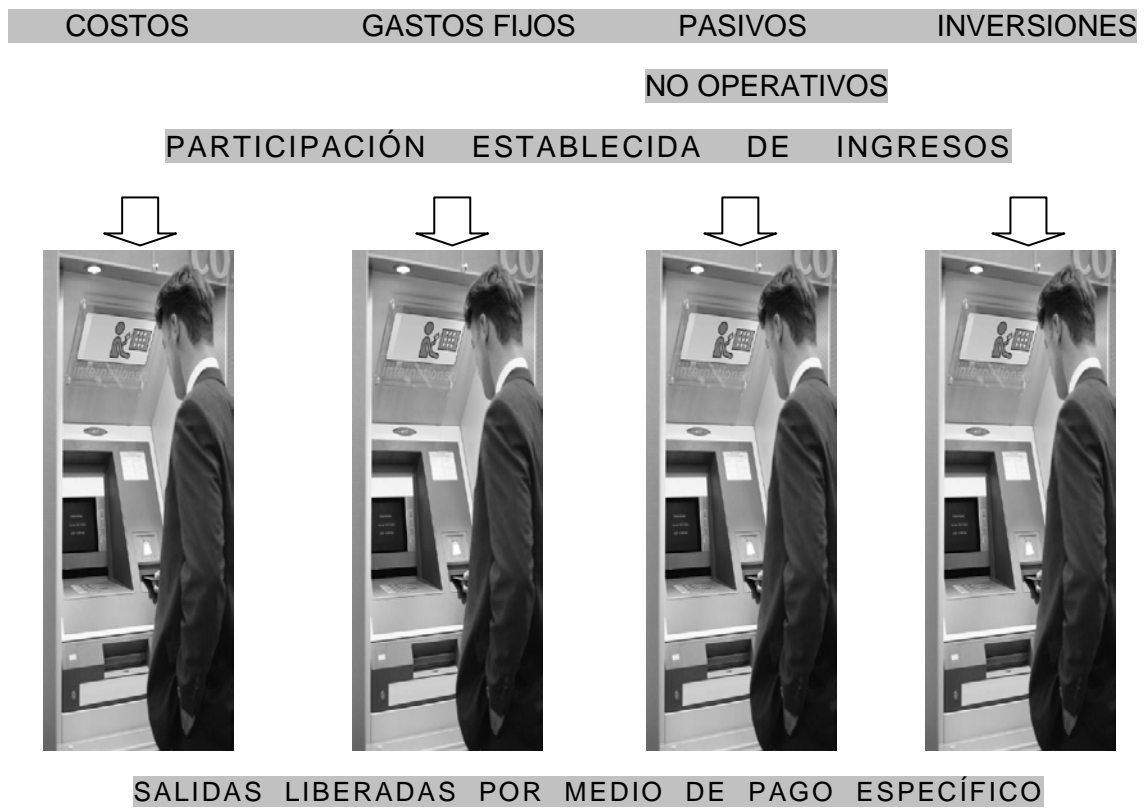 COSTOS GASTOS FIJOS PASIVOS INVERSIONES
NO OPERATIVOS
PARTICIPACIÓN ESTABLECIDA DE INGRESOS
SALIDAS LIBERADAS POR MEDIO DE PAGO ESPECÍFICO